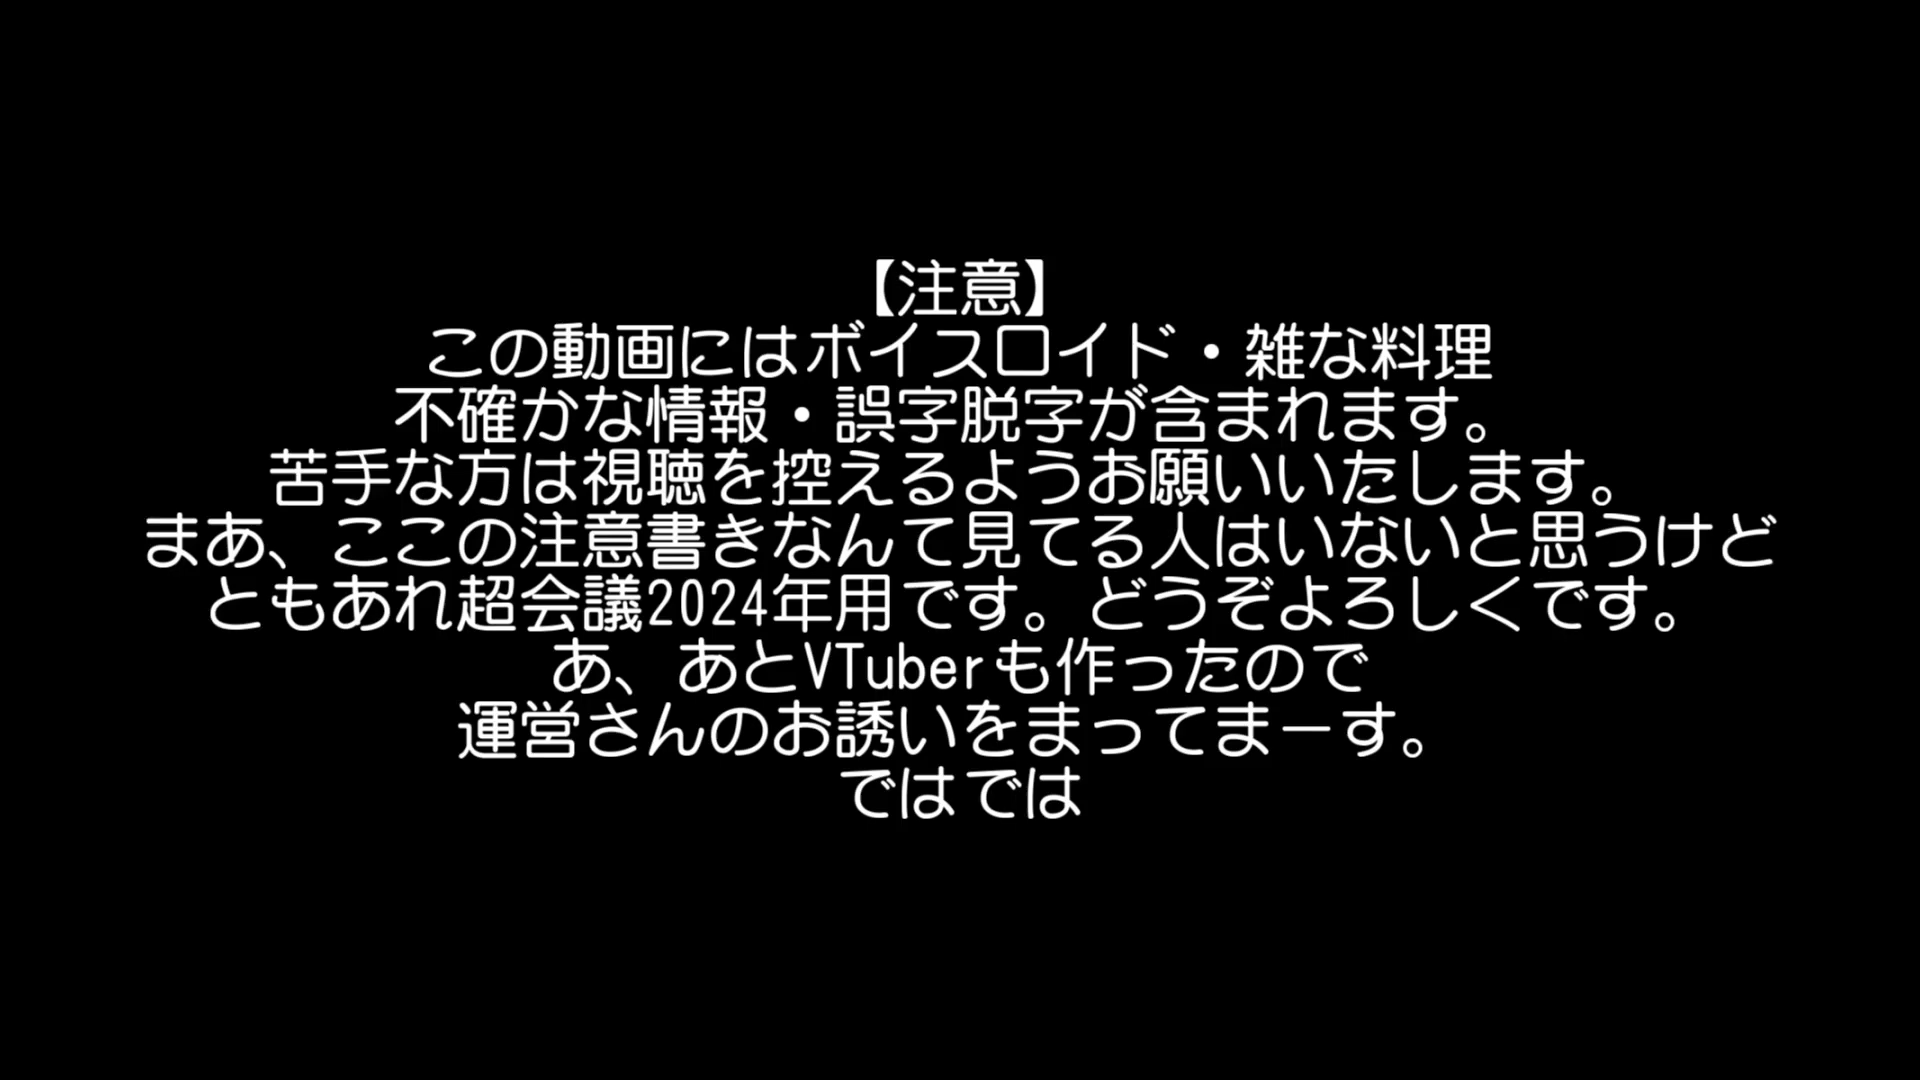 【注意】
この動画にはボイスロイド・雑な料理
不確かな情報・誤字脱字が含まれます。
苦手な方は視聴を控えるようお願いいたします。
まあ、ここの注意書きなんて見てる人はいないと思うけど
ともあれ超会議2024年用です。どうぞよろしくです。
あ、あとVTuberも作ったので
運営さんのお誘いをまってまーす。
ではでは